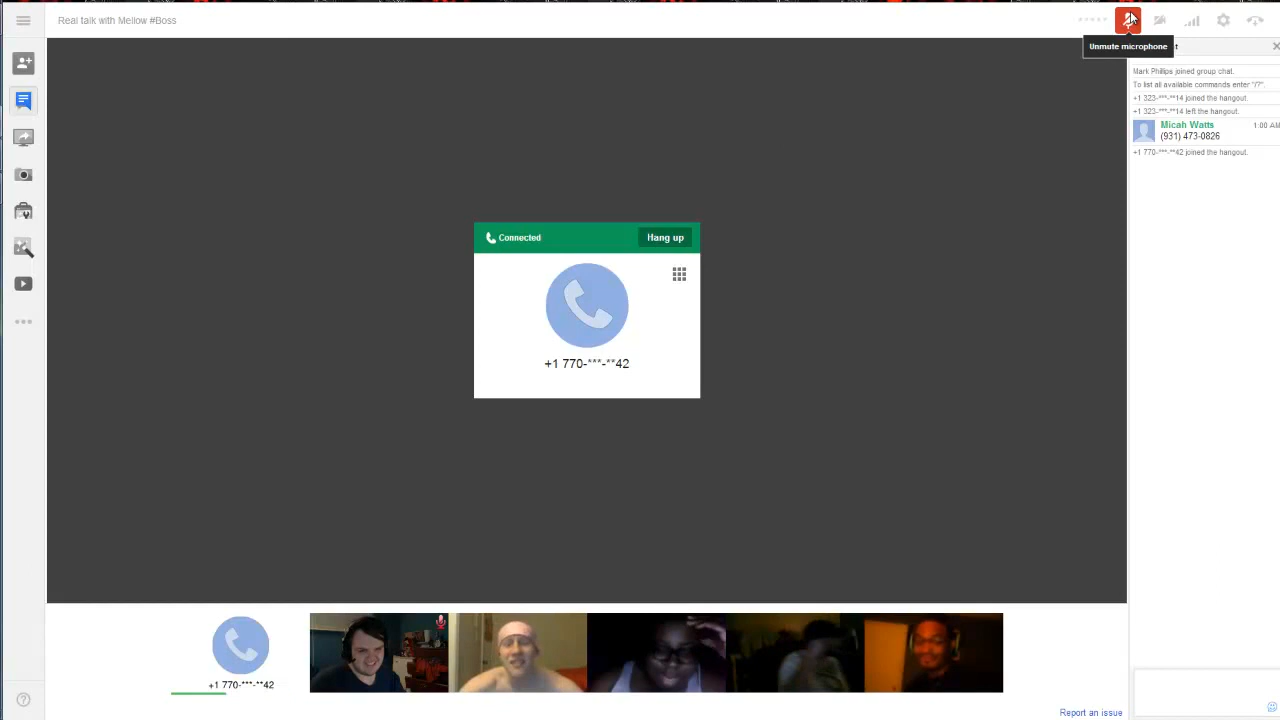 Real talk with Mellow #Boss
Unmute microphone
t
Mark Phillips joined group chat.
To list all available commands enter "/?".
+1 323-***-**14 joined the hangout.
+1 323-***-**14 left the hangout.
Micah Watts 1:00 AM
(931) 473-0826
+1 770-***-**42 joined the hangout.
Connected Hang up
+1 770-***-**42
+1 770-***-**42
Report an issue